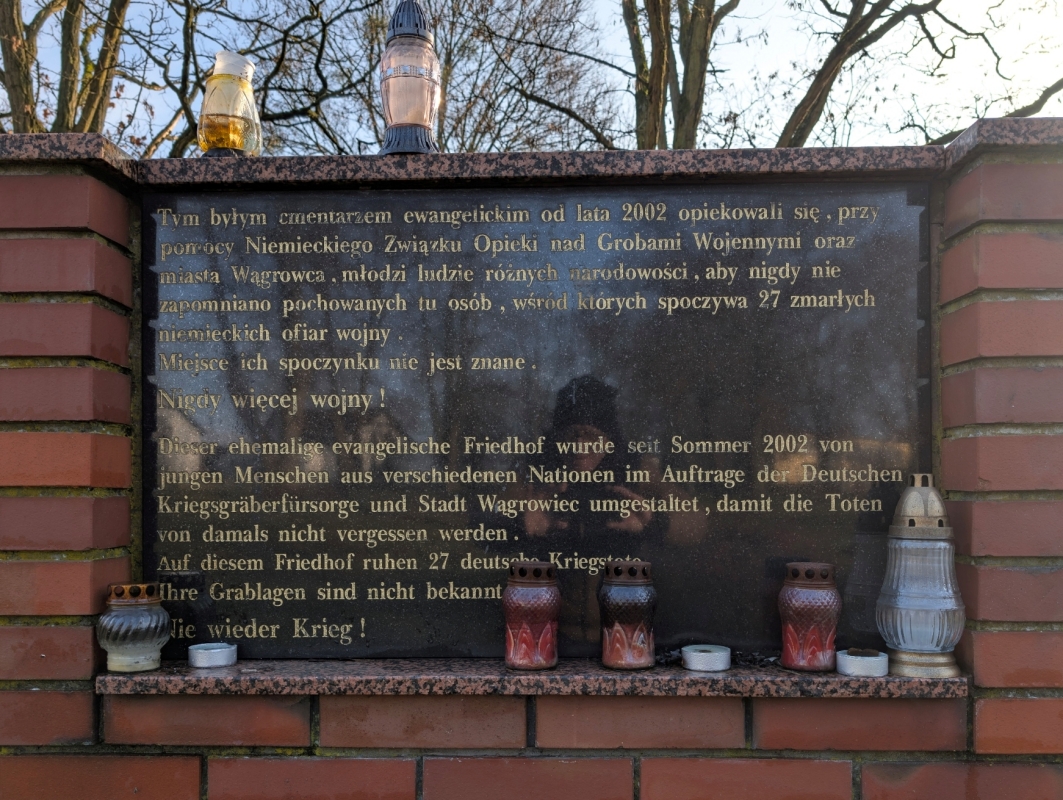 Tym byłym cmentarzem ewangelickim od lata 2002 opiekowali się , przy
pomocy Niemieckiego Związku Opieki nad Grobami Wojennymi oraz
miasta Wągrowca , młodzi ludzie różnych narodowości , aby nigdy nie
zapomniano pochowanych tu osób , wśród których spoczywa 27 zmarłych
niemieckich ofiar wojny .
Miejsce ich spoczynku nie jest znane .
Nigdy więcej wojny !
Dieser ehemalige evangelische Friedhof wurde seit Sommer 2002 von
jungen Menschen aus verschiedenen Nationen im Auftrage der Deutschen
Kriegsgräberfürsorge und Stadt Wagrowiec umgestaltet , damit die Toten
von damals nicht vergessen werden .
Auf diesem Friedhof ruhen 27 deutsche Kriegstote
Ihre Grablagen sind nicht bekannt
Nie wieder Krieg !